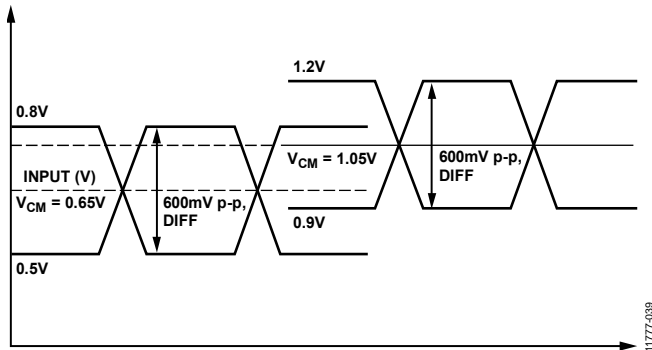 1.2V
0.8V
INPUT (V)
V_CM = 0.65V
600mV p-p,
DIFF
V_CM = 1.05V
600mV p-p,
DIFF
0.9V
0.5V
11777-039